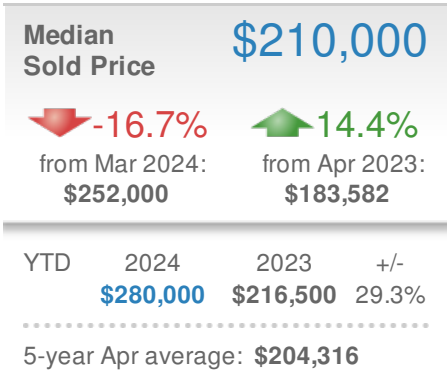 Median $210,000
Sold Price
-16.7% 14.4%
from Mar 2024: from Apr 2023:
$252,000 $183,582
YTD 2024 2023 +/-
$280,000 $216,500 29.3%
5-year Apr average: $204,316